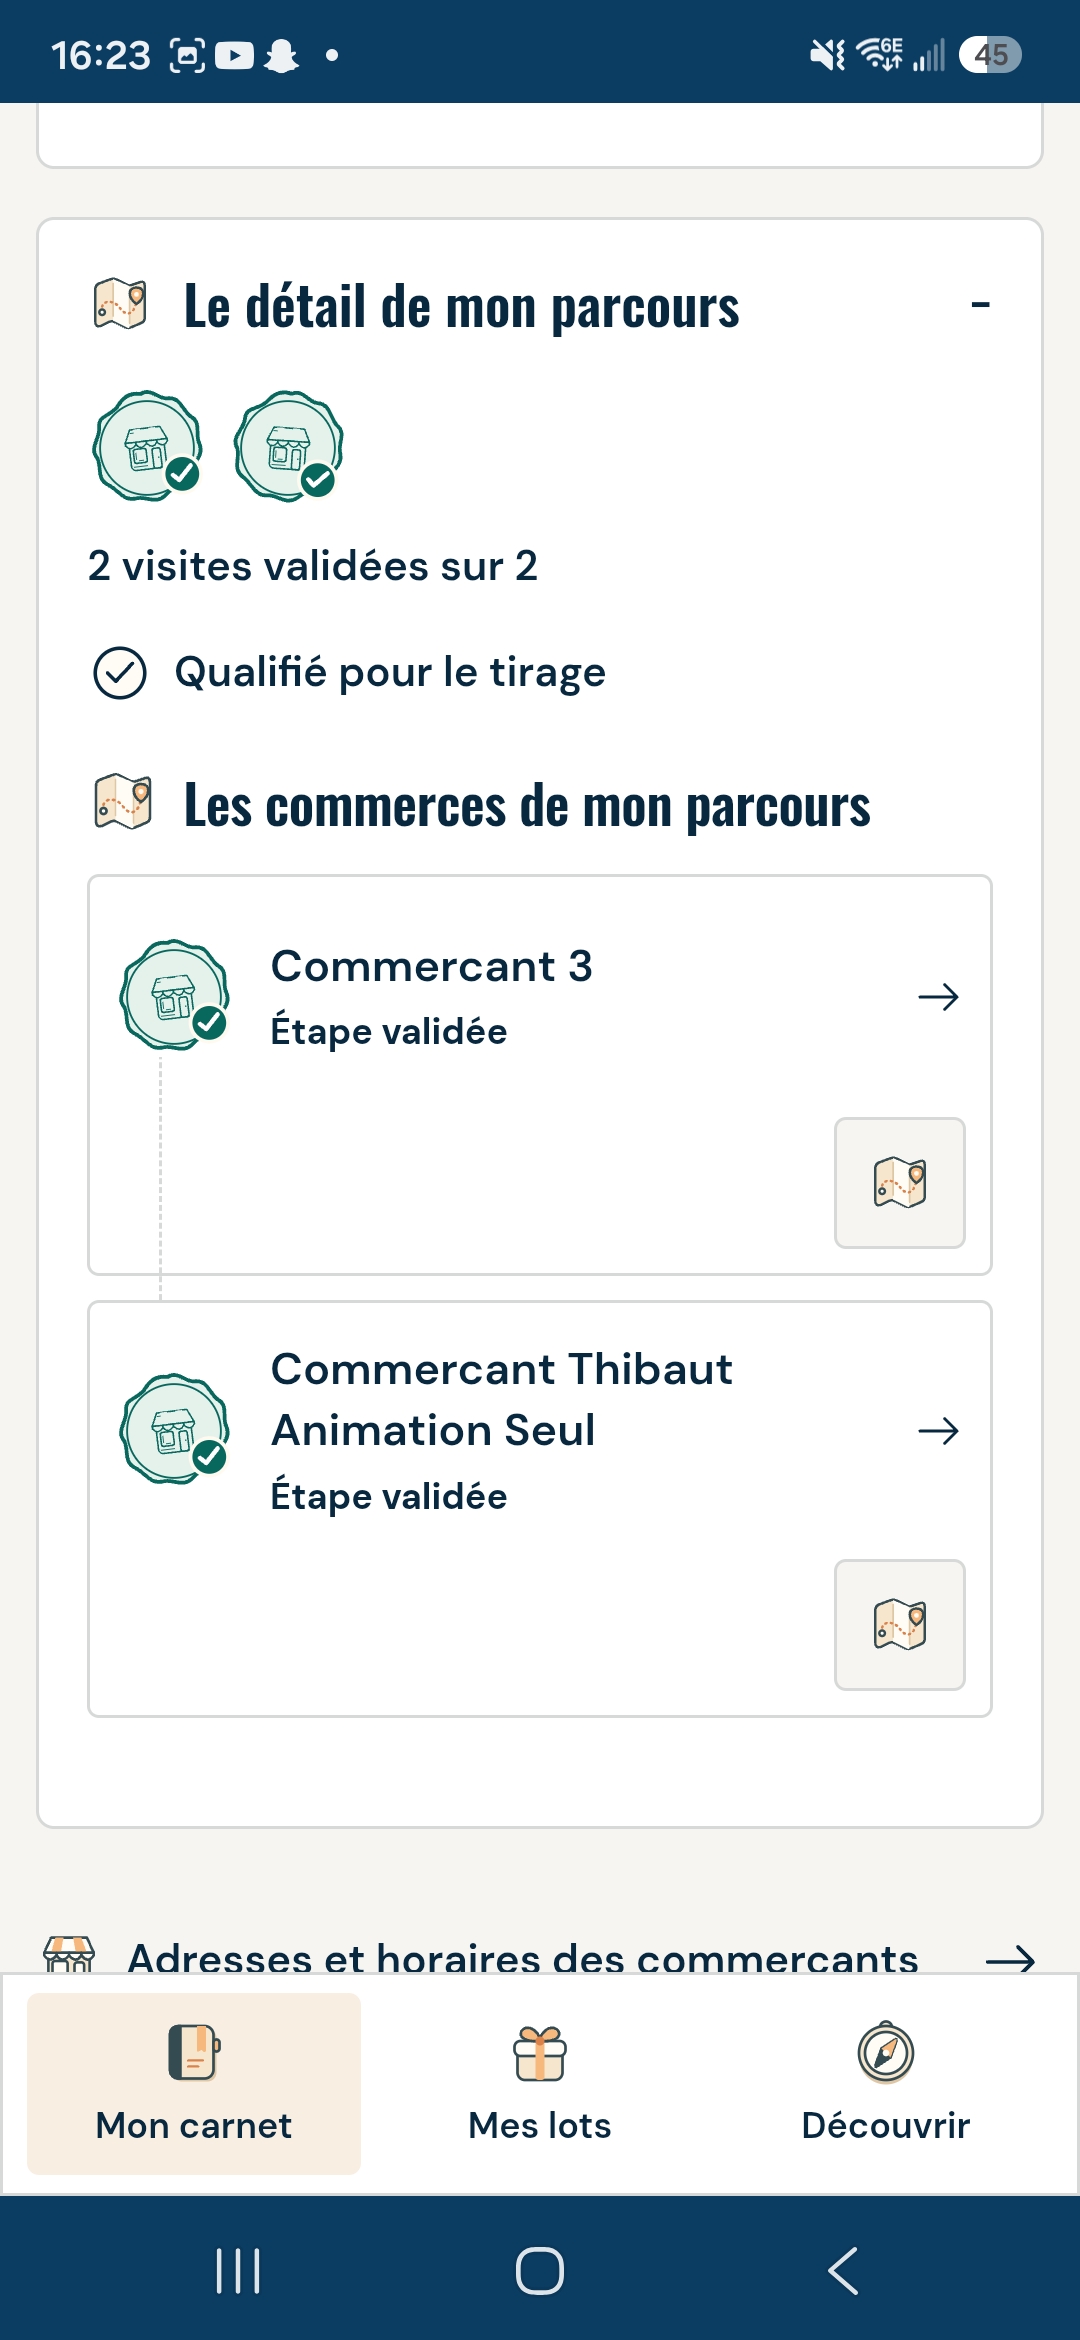 16:23
6E
45
Le détail de mon parcours
2 visites validées sur 2
Qualifié pour le tirage
Les commerces de mon parcours
Commercant 3
Étape validée
Commercant Thibaut
Animation Seul
Étape validée
Adresses et horaires des commercants
Mon carnet
Mes lots
Découvrir